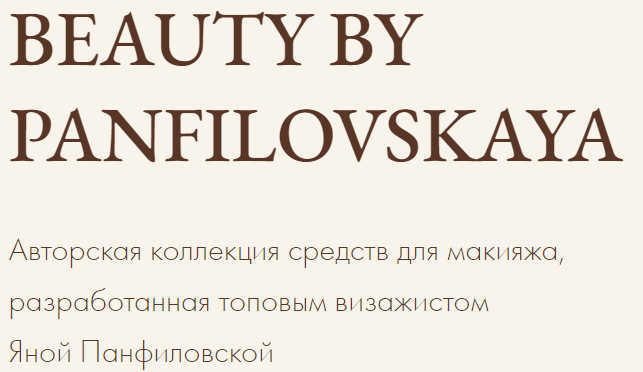 BEAUTY BY
PANFILOVSKAYA
Авторская коллекция средств для макияжа,
разработанная топовым визажистом
Яной Панфиловской